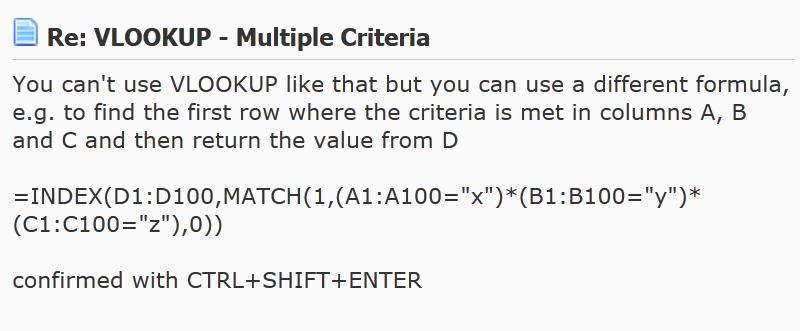 Re: VLOOKUP - Multiple Criteria
You can't use VLOOKUP like that but you can use a different formula,
e.g. to find the first row where the criteria is met in columns A, B
and C and then return the value from D
=INDEX(D1:D100,MATCH(1,(A1:A100="x")*(B1:B100="y")*
(C1:C100="z"),0))
confirmed with CTRL+SHIFT+ENTER